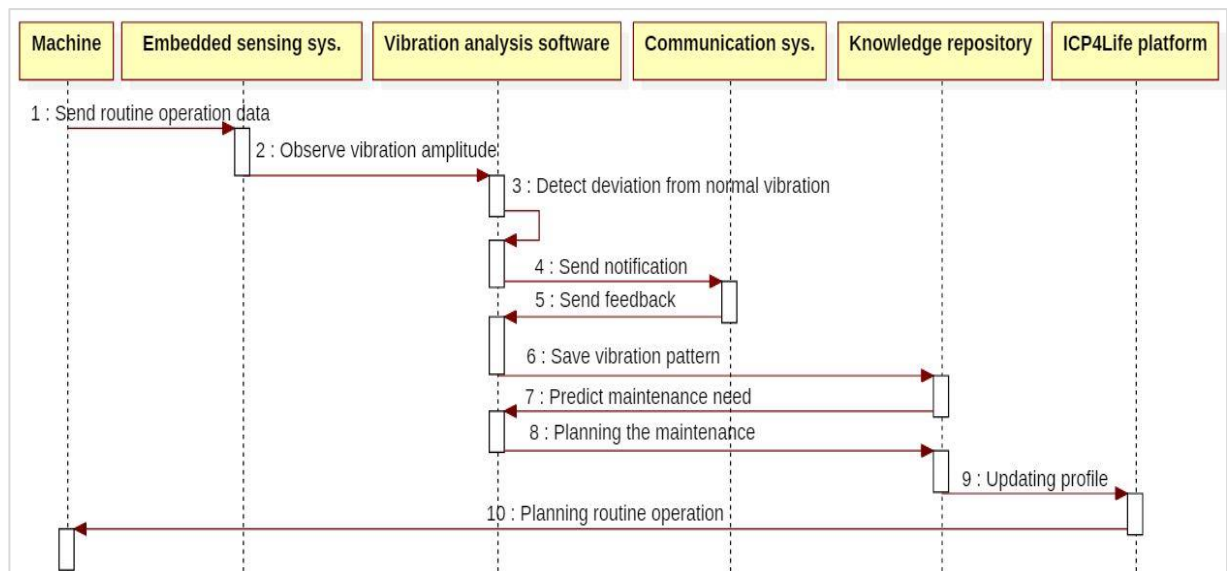 Machine
Embedded sensing sys.
Vibration analysis software
Communication sys.
Knowledge repository
ICP4Life platform
1 : Send routine operation data
2 : Observe vibration amplitude
3 : Detect deviation from normal vibration
4 : Send notification
5 : Send feedback
6 : Save vibration pattern
7 : Predict maintenance need
8 : Planning the maintenance
9 : Updating profile
10 : Planning routine operation